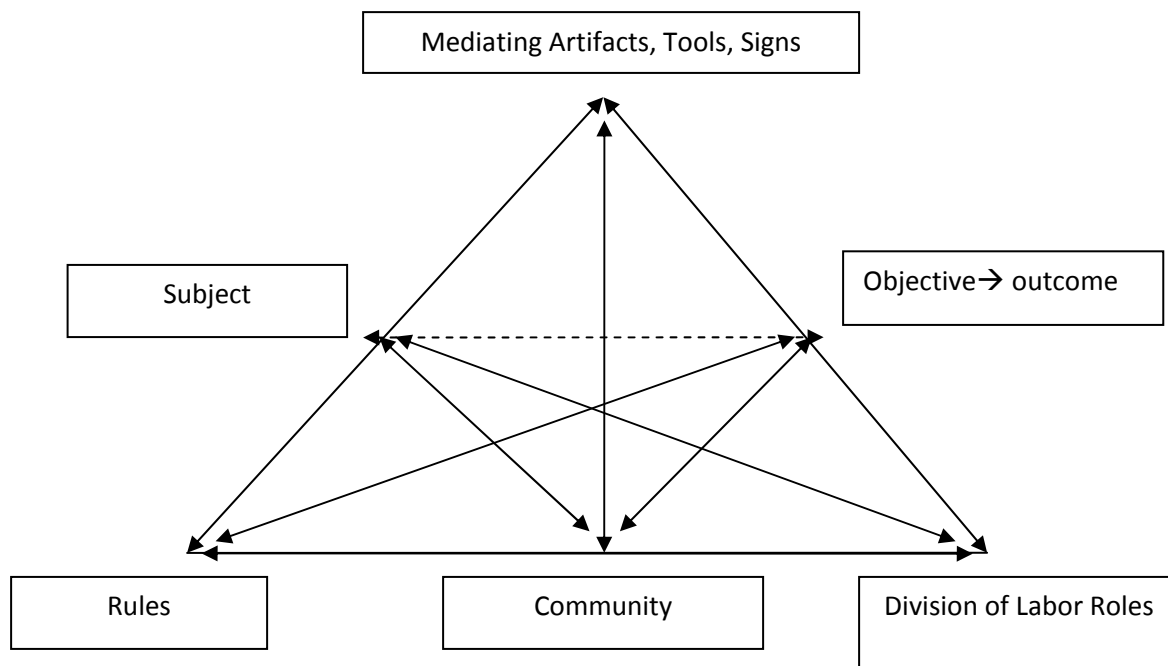 Mediating Artifacts, Tools, Signs
Subject
Objective→ outcome
Rules
Community
Division of Labor Roles